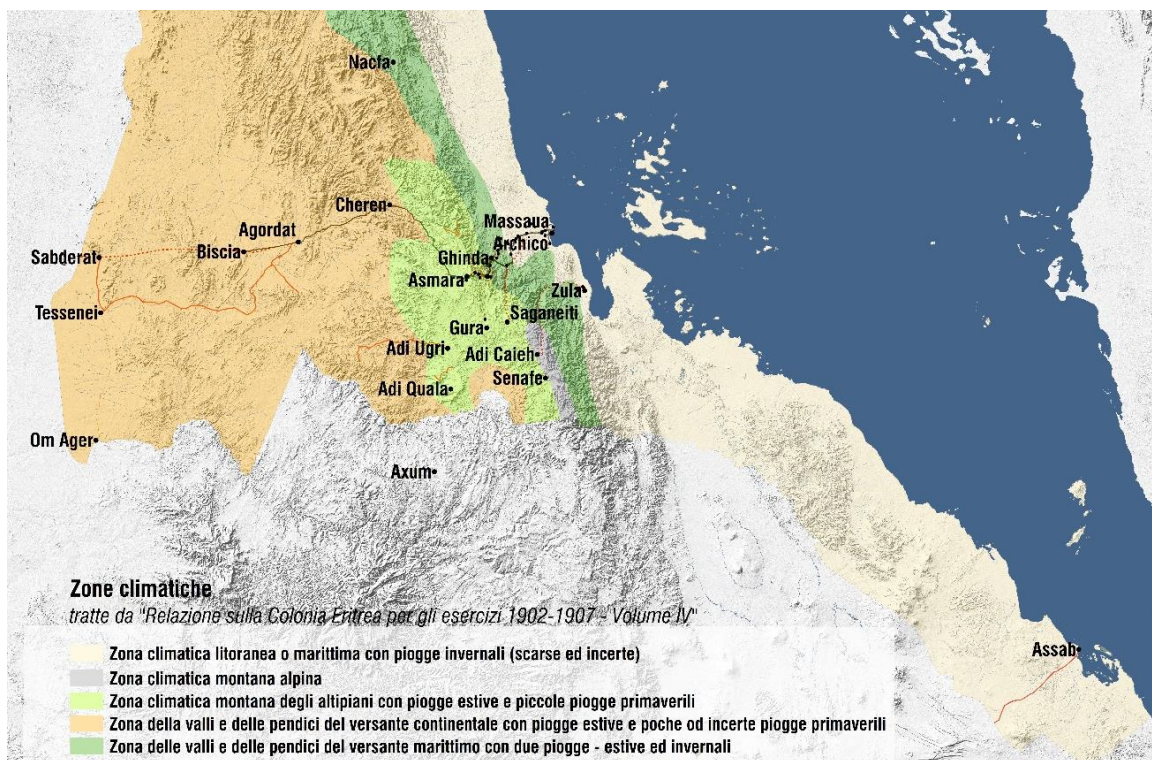 Nacfa
Cheren
Massaua
Agordat
Archico
Biscia
Sabderat
Ghinda
Asmara
Zula
Tessenei
Saganeiti
Gura
Adi Ugri
Adi Caieh
Senafe
Adi Quala
Om Ager
Axum
Zone climatiche
tratte da "Relazione sulla Colonia Eritrea per gli esercizi 1902-1907 - Volume IV"
Zona climatica litoranea o marittima con piogge invernali (scarse ed incerte)
Assab
Zona climatica montana alpina
Zona climatica montana degli altipiani con piogge estive e piccole piogge primaverili
Zona della valli e delle pendici del versante continentale con piogge estive e poche od incerte piogge primaverili
Zona delle valli e delle pendici del versante marittimo con due piogge - estive ed invernali